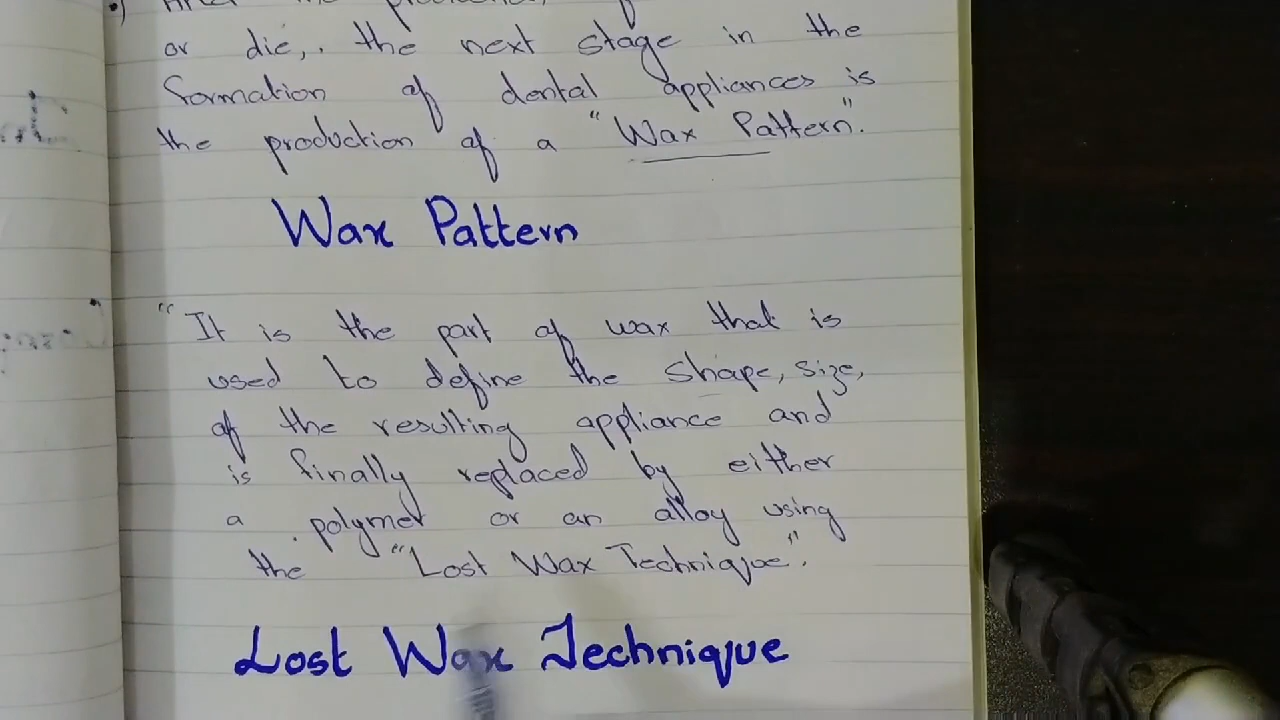 or die, the next stage in the
formation of dental appliances is
the production of a "Wax Pattern".
Wax Pattern
"It is the part of wax that is
used to define the shape, size,
of the resulting appliance and
is finally replaced by either
a polymer or an alloy using
the "Lost Wax Technique".
Lost Wax Technique